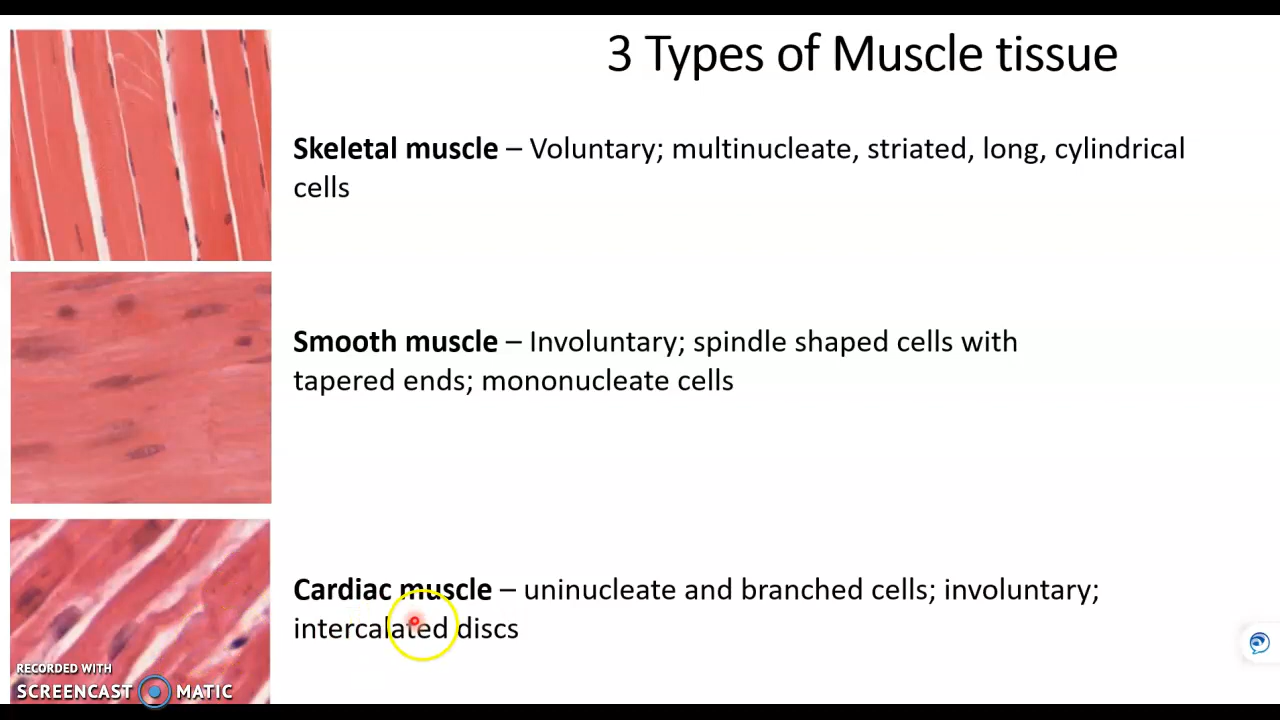 3 Types of Muscle tissue
Skeletal muscle – Voluntary; multinucleate, striated, long, cylindrical
cells
Smooth muscle – Involuntary; spindle shaped cells with
tapered ends; mononucleate cells
Cardiac muscle – uninucleate and branched cells; involuntary;
intercalated discs
RECORDED WITH
SCREENCAST MATIC